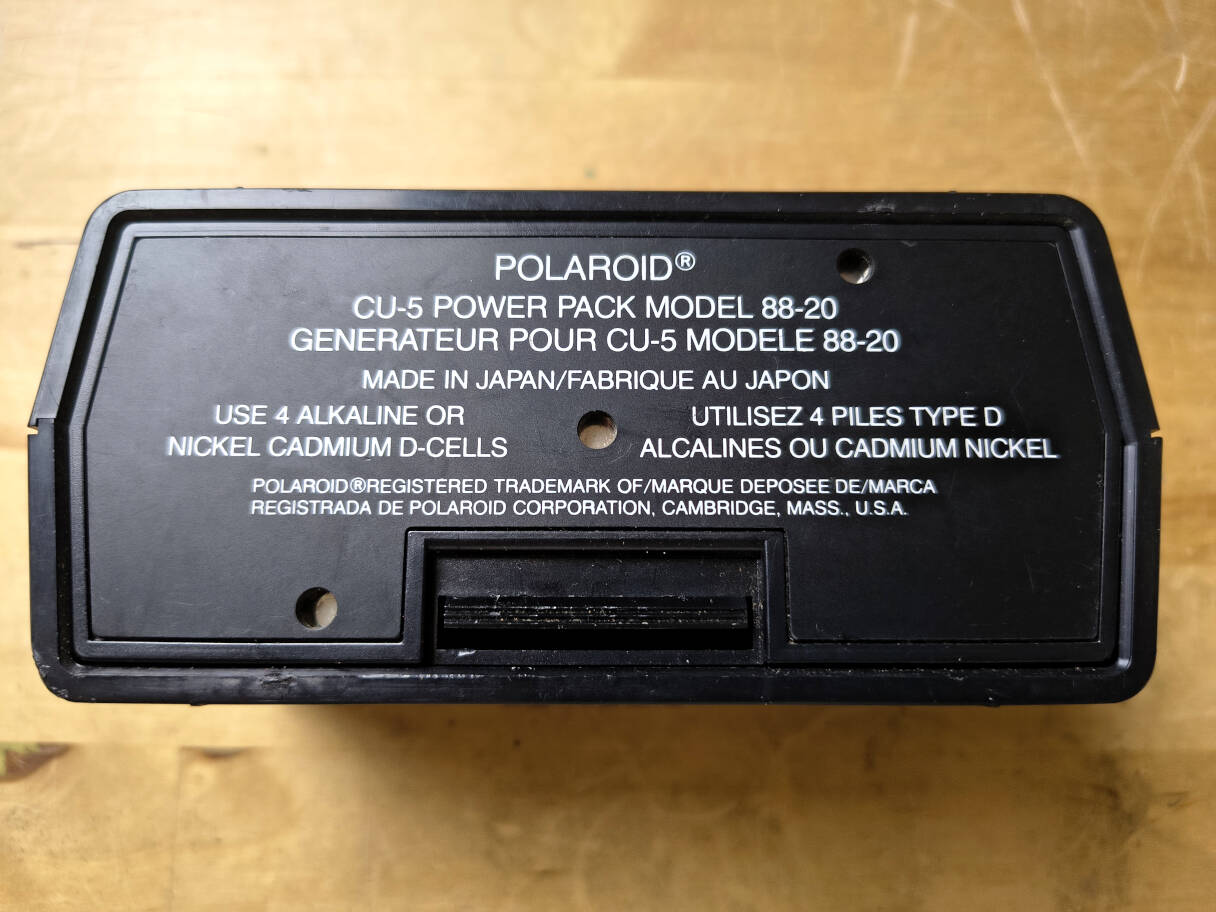 POLAROID®
CU-5 POWER PACK MODEL 88-20
GENERATEUR POUR CU-5 MODELE 88-20
MADE IN JAPAN/FABRIQUE AU JAPON
USE 4 ALKALINE OR
NICKEL CADMIUM D-CELLS
UTILISEZ 4 PILES TYPE D
ALCALINES OU CADMIUM NICKEL
POLAROID®REGISTERED TRADEMARK OF/MARQUE DEPOSEE DE/MARCA
REGISTRADA DE POLAROID CORPORATION, CAMBRIDGE, MASS., U.S.A.